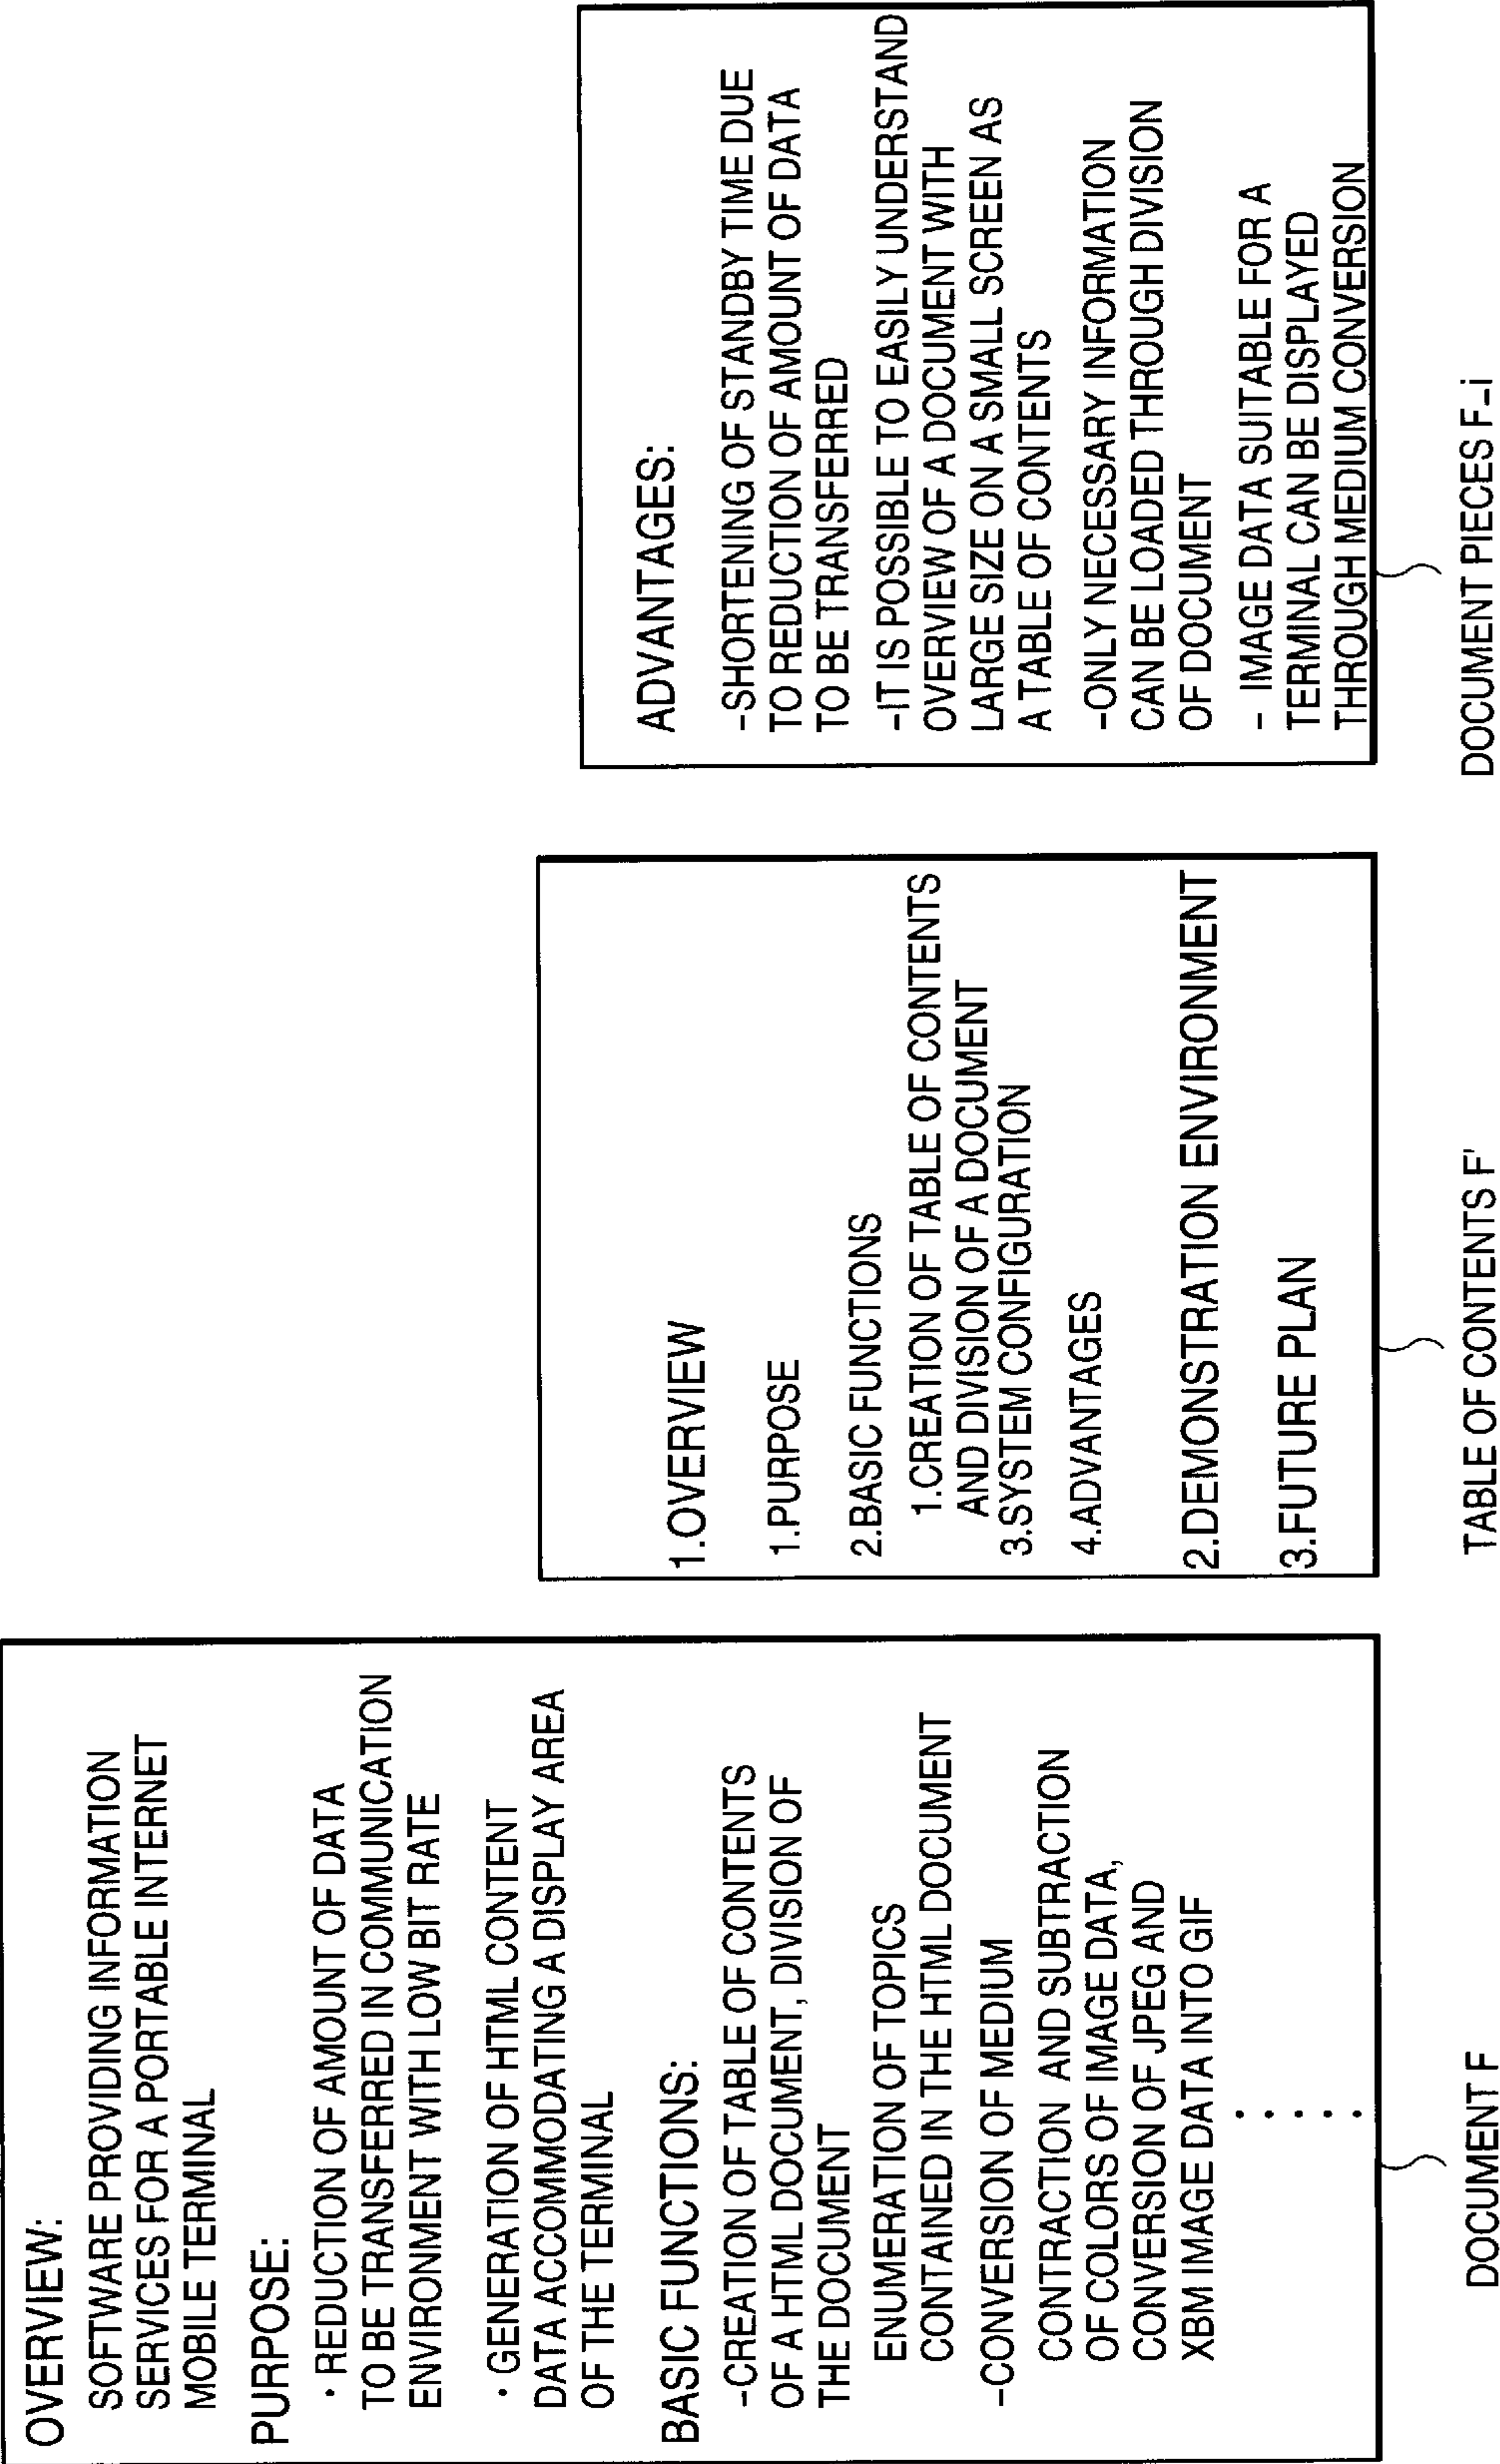 OVERVIEW:
SOFTWARE PROVIDING INFORMATION
SERVICES FOR A PORTABLE INTERNET
MOBILE TERMINAL
PURPOSE:
· REDUCTION OF AMOUNT OF DATA
TO BE TRANSFERRED IN COMMUNICATION
ENVIRONMENT WITH LOW BIT RATE
· GENERATION OF HTML CONTENT
DATA ACCOMMODATING A DISPLAY AREA
OF THE TERMINAL
BASIC FUNCTIONS:
-CREATION OF TABLE OF CONTENTS
OF A HTML DOCUMENT, DIVISION OF
THE DOCUMENT
ENUMERATION OF TOPICS
CONTAINED IN THE HTML DOCUMENT
-CONVERSION OF MEDIUM
CONTRACTION AND SUBTRACTION
OF COLORS OF IMAGE DATA,
CONVERSION OF JPEG AND
XBM IMAGE DATA INTO GIF
· · · · ·
DOCUMENT F
1.OVERVIEW
1.PURPOSE
2.BASIC FUNCTIONS
1.CREATION OF TABLE OF CONTENTS
AND DIVISION OF A DOCUMENT
3.SYSTEM CONFIGURATION
4.ADVANTAGES
2.DEMONSTRATION ENVIRONMENT
3.FUTURE PLAN
TABLE OF CONTENTS F'
ADVANTAGES:
-SHORTENING OF STANDBY TIME DUE
TO REDUCTION OF AMOUNT OF DATA
TO BE TRANSFERRED
-IT IS POSSIBLE TO EASILY UNDERSTAND
OVERVIEW OF A DOCUMENT WITH
LARGE SIZE ON A SMALL SCREEN AS
A TABLE OF CONTENTS
-ONLY NECESSARY INFORMATION
CAN BE LOADED THROUGH DIVISION
OF DOCUMENT
- IMAGE DATA SUITABLE FOR A
TERMINAL CAN BE DISPLAYED
THROUGH MEDIUM CONVERSION
DOCUMENT PIECES F-i